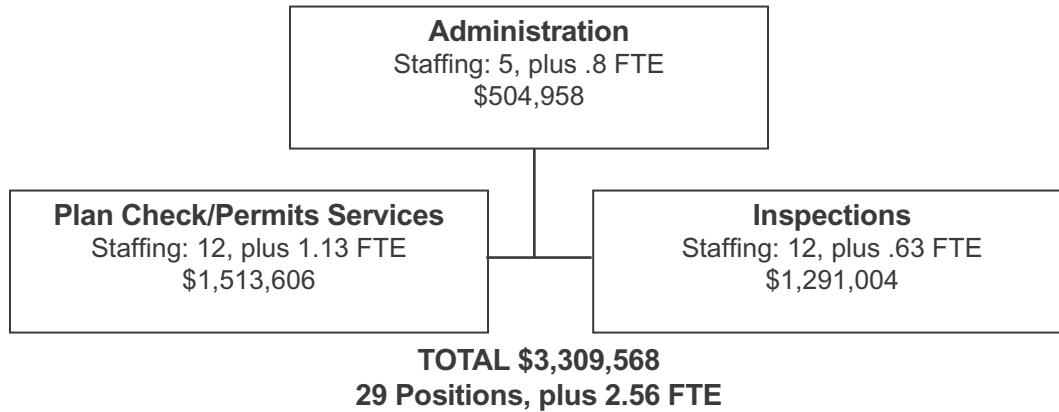 Administration
Staffing: 5, plus .8 FTE
$504,958
Plan Check/Permits Services
Staffing: 12, plus 1.13 FTE
$1,513,606
Inspections
Staffing: 12, plus .63 FTE
$1,291,004
TOTAL $3,309,568
29 Positions, plus 2.56 FTE